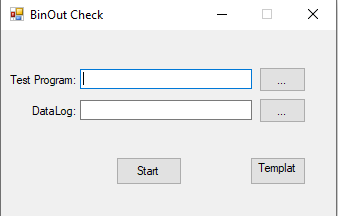 BinOut Check
Test Program: ...
DataLog: ...
Start Templat